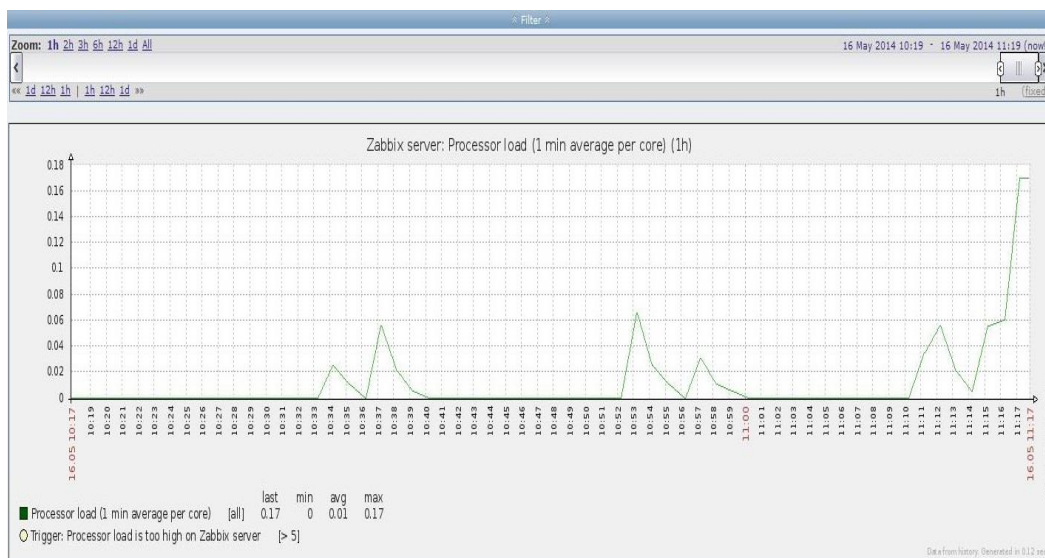 « Filter «
Zoom: 1h 2h 3h 6h 12h 1d All
16 May 2014 10:19 - 16 May 2014 11:19 (now!
«« 1d 12h 1h | 1h 12h 1d »»
1h (fixed
Zabbix server: Processor load (1 min average per core) (1h)
0.18
0.16
0.14
0.12
0.1
0.08
0.06
0.04
0.02
0
16.05 10:17 10:19 10:20 10:21 10:22 10:23 10:24 10:25 10:26 10:27 10:28 10:29 10:30 10:31 10:32 10:33 10:34 10:35 10:36 10:37 10:38 10:39 10:40 10:41 10:42 10:43 10:44 10:45 10:46 10:47 10:48 10:49 10:50 10:51 10:52 10:53 10:54 10:55 10:56 10:57 10:58 10:59 11:00 11:01 11:02 11:03 11:04 11:05 11:06 11:07 11:08 11:09 11:10 11:11 11:12 11:13 11:14 11:15 11:16 11:17 16.05 11:17
last min avg max
Processor load (1 min average per core) [all] 0.17 0 0.01 0.17
Trigger: Processor load is too high on Zabbix server [> 5]
Data from history. Generated in 0.12 sec